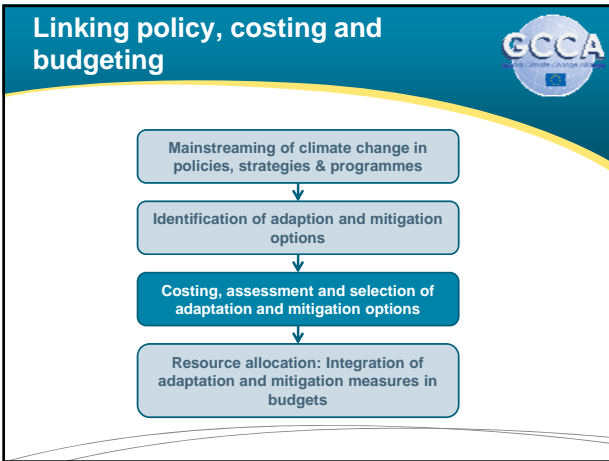 Linking policy, costing and
budgeting
GCCA
Mainstreaming of climate change in
policies, strategies & programmes
Identification of adaption and mitigation
options
Costing, assessment and selection of
adaptation and mitigation options
Resource allocation: Integration of
adaptation and mitigation measures in
budgets